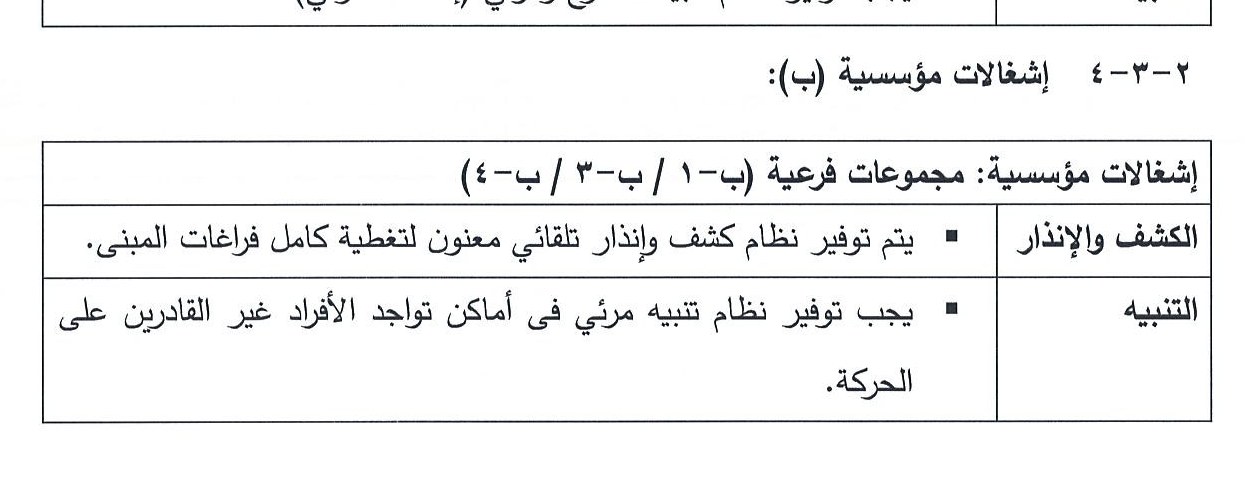 ٢-٣-٤ إشغالات مؤسسية (ب):
إشغالات مؤسسية: مجموعات فرعية (ب-١ / ب-٣ / ب-٤)
الكشف والإنذار ▪ يتم توفير نظام كشف وإنذار تلقائي معنون لتغطية كامل فراغات المبنى.
التنبيه ▪ يجب توفير نظام تنبيه مرئي فى أماكن تواجد الأفراد غير القادرين على
الحركة.